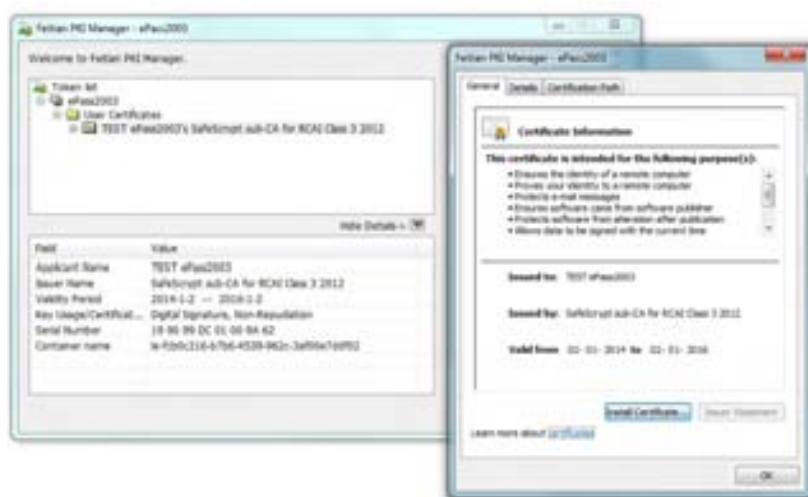 Feitian PKI Manager - ePass2003
Welcome to Feitian PKI Manager.
Token list
ePass2003
User Certificates
TEST ePass2003's SafeScrypt sub-CA for RCAI Class 3 2012
Hide Details
Field Value
Applicant Name TEST ePass2003
Issuer Name SafeScrypt sub-CA for RCAI Class 3 2012
Validity Period 2014-1-2 --- 2016-1-2
Key Usage/Certificat... Digital Signature, Non-Repudiation
Serial Number
Container name
Feitian PKI Manager - ePass2003
General Details Certification Path
Certificate Information
This certificate is intended for the following purpose(s):
• Ensures the identity of a remote computer
• Proves your identity to a remote computer
• Protects e-mail messages
• Ensures software came from software publisher
• Protects software from alteration after publication
• Allows data to be signed with the current time
Issued to: TEST ePass2003
Issued by: SafeScrypt sub-CA for RCAI Class 3 2012
Valid from 02- 01- 2014 to 02- 01- 2016
Install Certificate... Issuer Statement
Learn more about certificates
OK